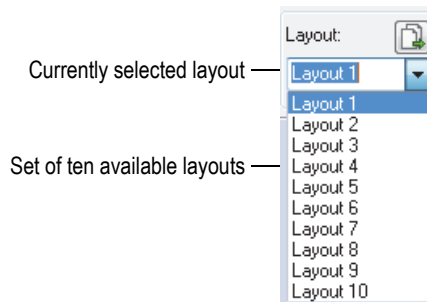 Layout:
Currently selected layout
Layout 1
Layout 1
Layout 2
Layout 3
Set of ten available layouts
Layout 4
Layout 5
Layout 6
Layout 7
Layout 8
Layout 9
Layout 10